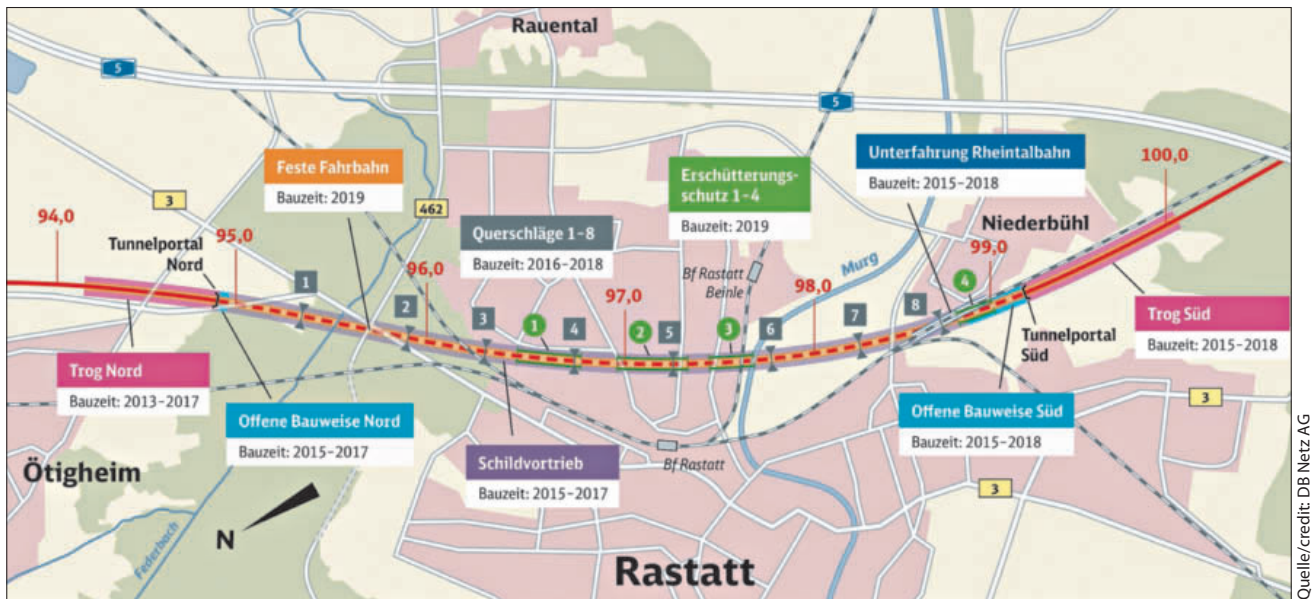 Rauental
5
5
Feste Fahrbahn
Bauzeit: 2019
Erschütterungs-
schutz 1–4
Bauzeit: 2019
Unterfahrung Rheintalbahn
Bauzeit: 2015–2018
100,0
3
462
94,0
Tunnelportal
Nord
95,0
Querschläge 1–8
Bauzeit: 2016–2018
Niederbühl
99,0
Murg
Bf Rastatt
Beinle
96,0
97,0
98,0
1
2
3
1
4
2
5
3
6
7
8
4
Tunnelportal
Süd
Trog Süd
Bauzeit: 2015–2018
Trog Nord
Bauzeit: 2013–2017
Offene Bauweise Nord
Bauzeit: 2015–2017
Offene Bauweise Süd
Bauzeit: 2015–2018
3
Schildvortrieb
Bauzeit: 2015–2017
Bf Rastatt
Ötigheim
3
N
Federbach
Rastatt
Quelle/credit: DB Netz AG